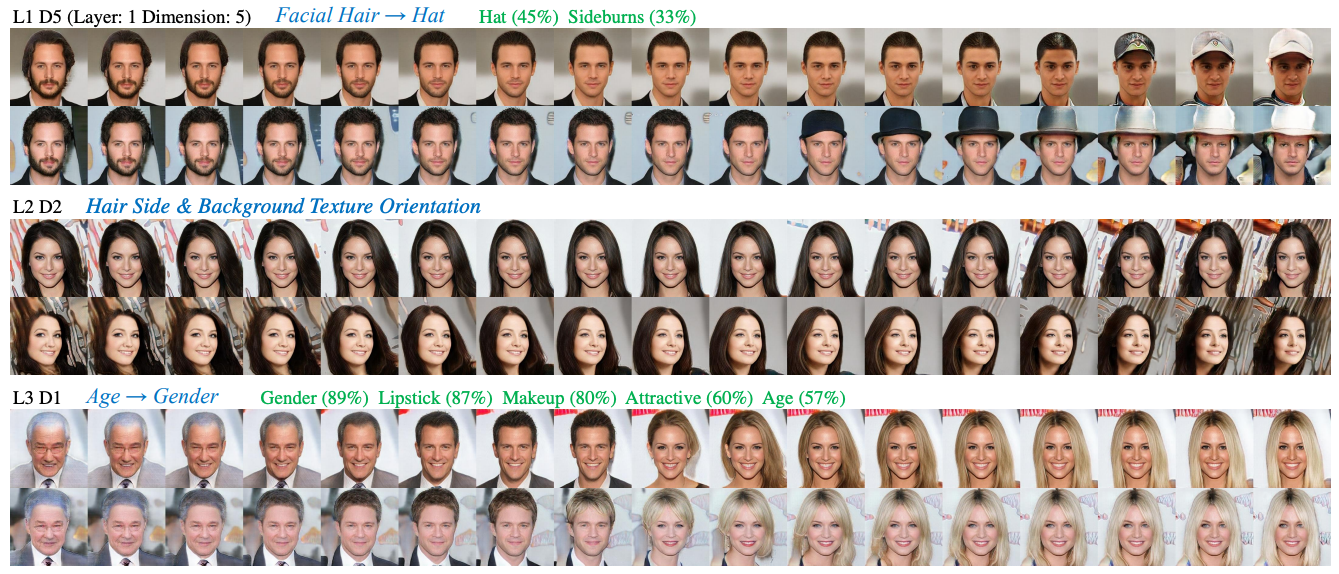 L1 D5 (Layer: 1 Dimension: 5) Facial Hair → Hat Hat (45%) Sideburns (33%)
L2 D2 Hair Side & Background Texture Orientation
L3 D1 Age → Gender Gender (89%) Lipstick (87%) Makeup (80%) Attractive (60%) Age (57%)